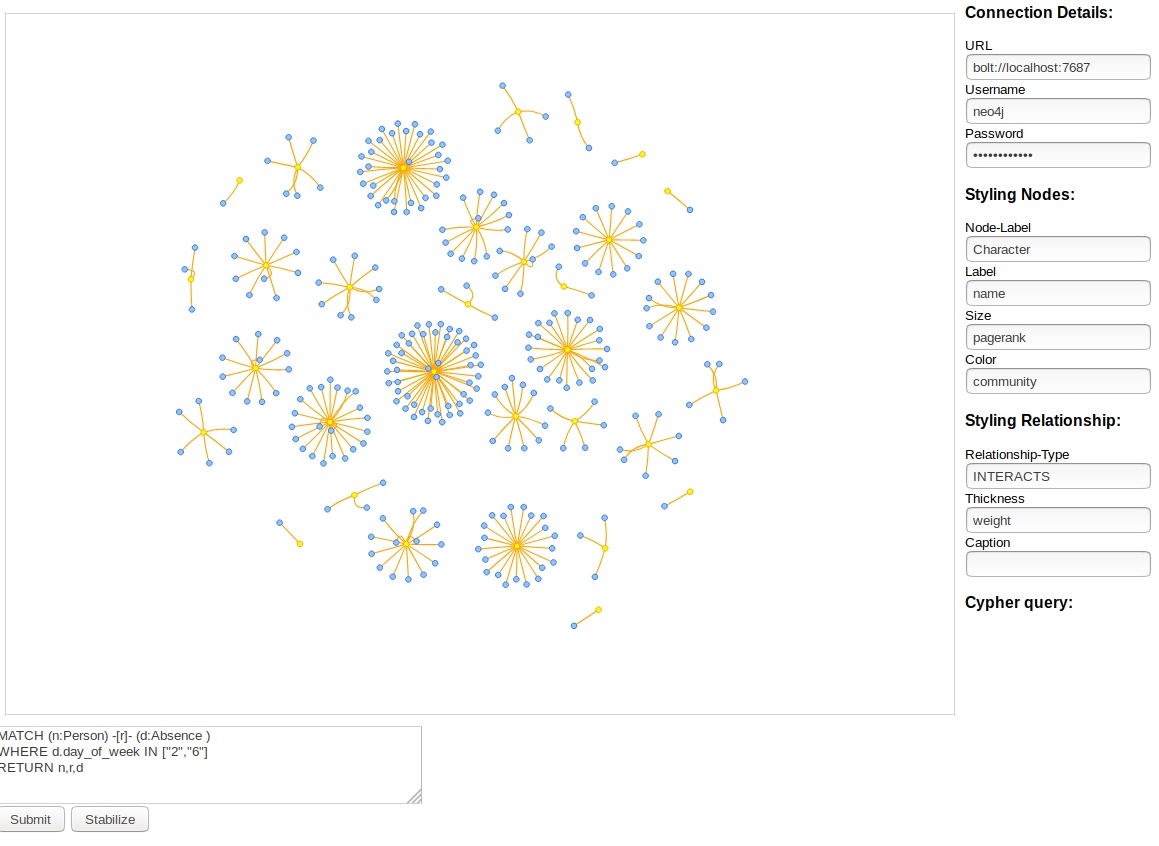 Connection Details:
URL
bolt://localhost:7687
Username
neo4j
Password
••••••••••••
Styling Nodes:
Node-Label
Character
Label
name
Size
pagerank
Color
community
Styling Relationship:
Relationship-Type
INTERACTS
Thickness
weight
Caption
Cypher query:
MATCH (n:Person) -[r]- (d:Absence )
WHERE d.day_of_week IN ["2","6"]
RETURN n,r,d
Submit Stabilize